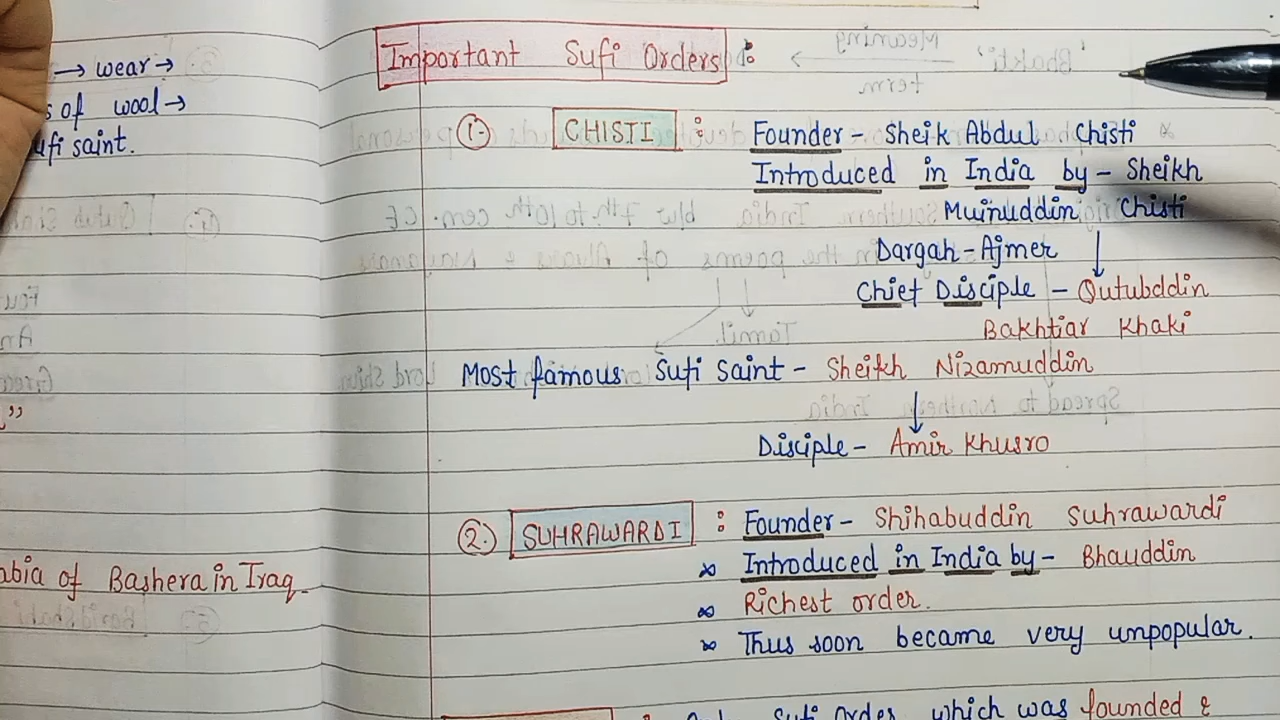 → wear →
s of wool →
ufi saint.
”
abia of Bashera in Iraq.
Important Sufi Orders :
①. CHISTI : Founder - Sheik Abdul Chisti
Introduced in India by - Sheikh
Muinuddin Chisti
Dargah - Ajmer ↓
Chief Disciple - Qutubddin
Bakhtiar Khaki
Most famous Sufi Saint - Sheikh Nizamuddin
↓
Disciple - Amir Khusro
②. SUHRAWARDI : Founder - Shihabuddin Suhrawardi
Introduced in India by - Bhauddin
Richest order.
Thus soon became very unpopular.
Sufi Order which was founded &